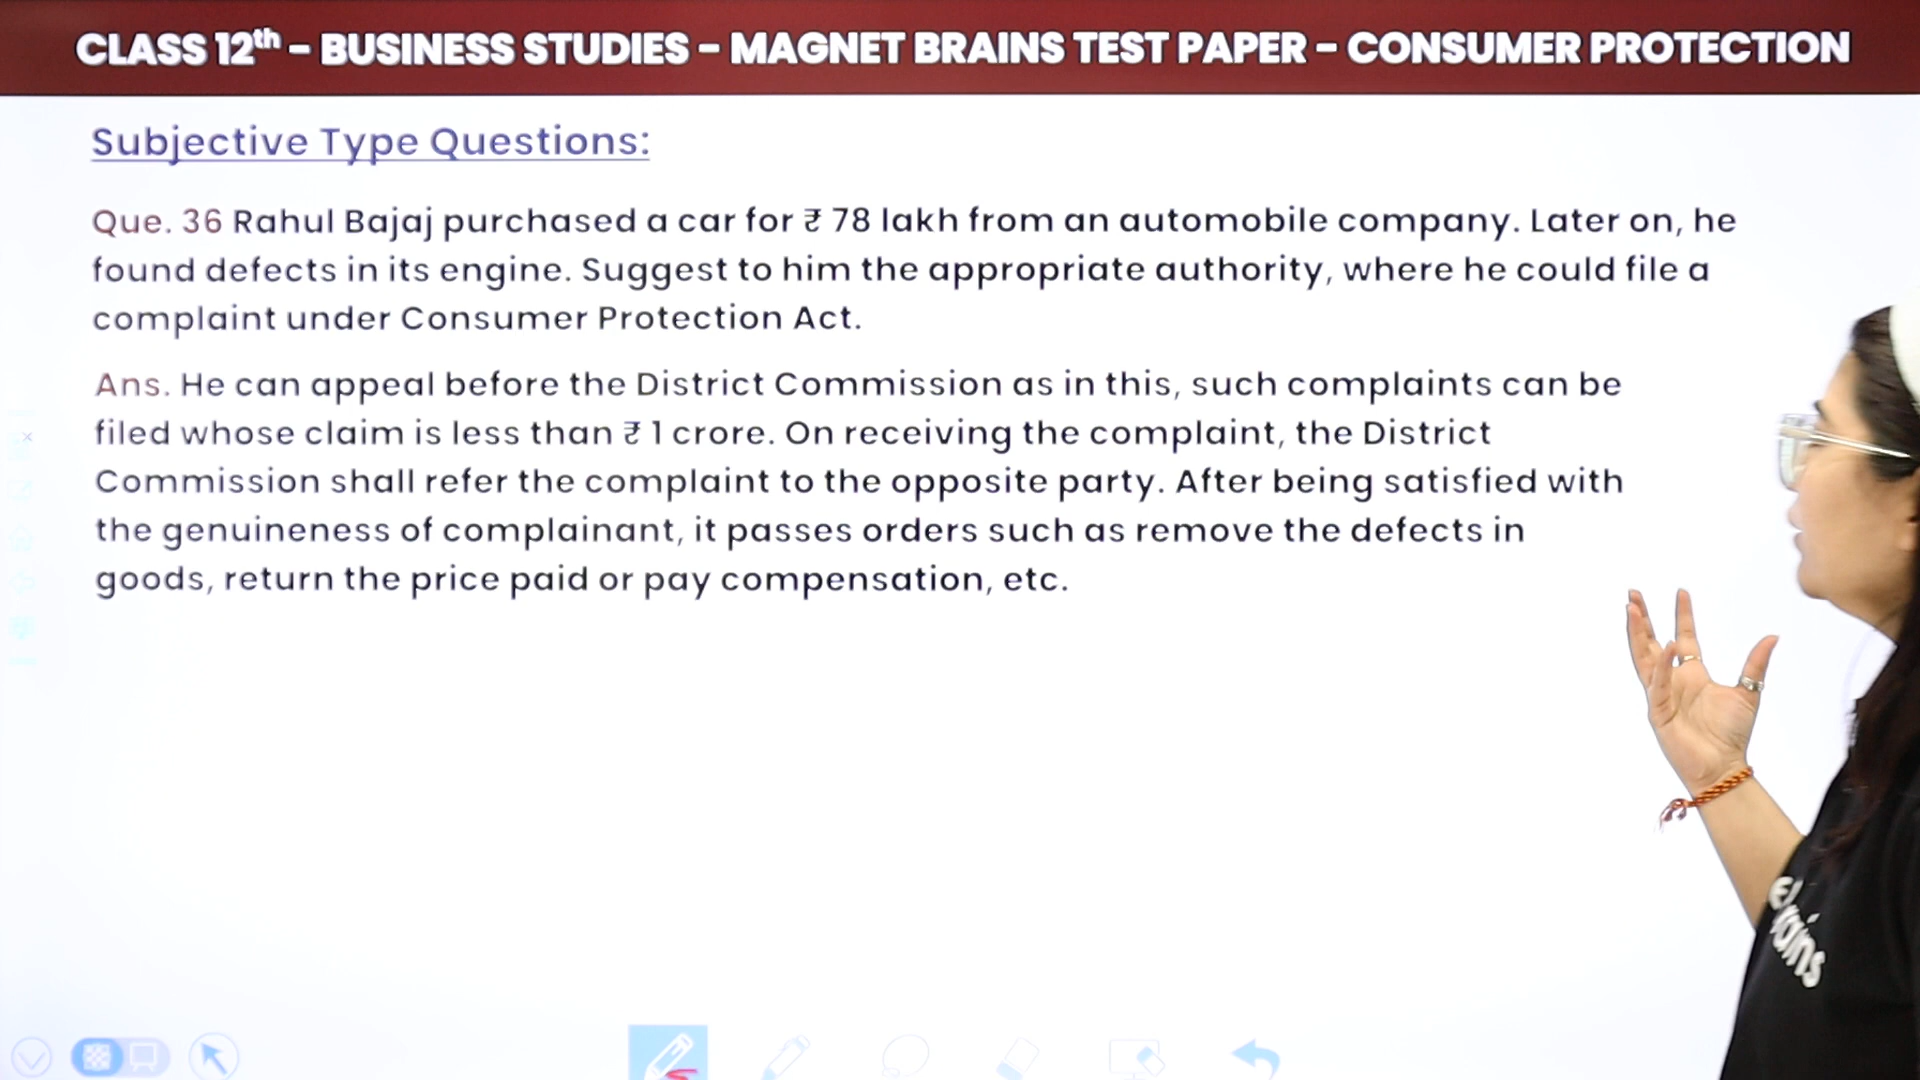 CLASS 12th – BUSINESS STUDIES – MAGNET BRAINS TEST PAPER – CONSUMER PROTECTION
Subjective Type Questions:
Que. 36 Rahul Bajaj purchased a car for ₹ 78 lakh from an automobile company. Later on, he
found defects in its engine. Suggest to him the appropriate authority, where he could file a
complaint under Consumer Protection Act.
Ans. He can appeal before the District Commission as in this, such complaints can be
filed whose claim is less than ₹ 1 crore. On receiving the complaint, the District
Commission shall refer the complaint to the opposite party. After being satisfied with
the genuineness of complainant, it passes orders such as remove the defects in
goods, return the price paid or pay compensation, etc.